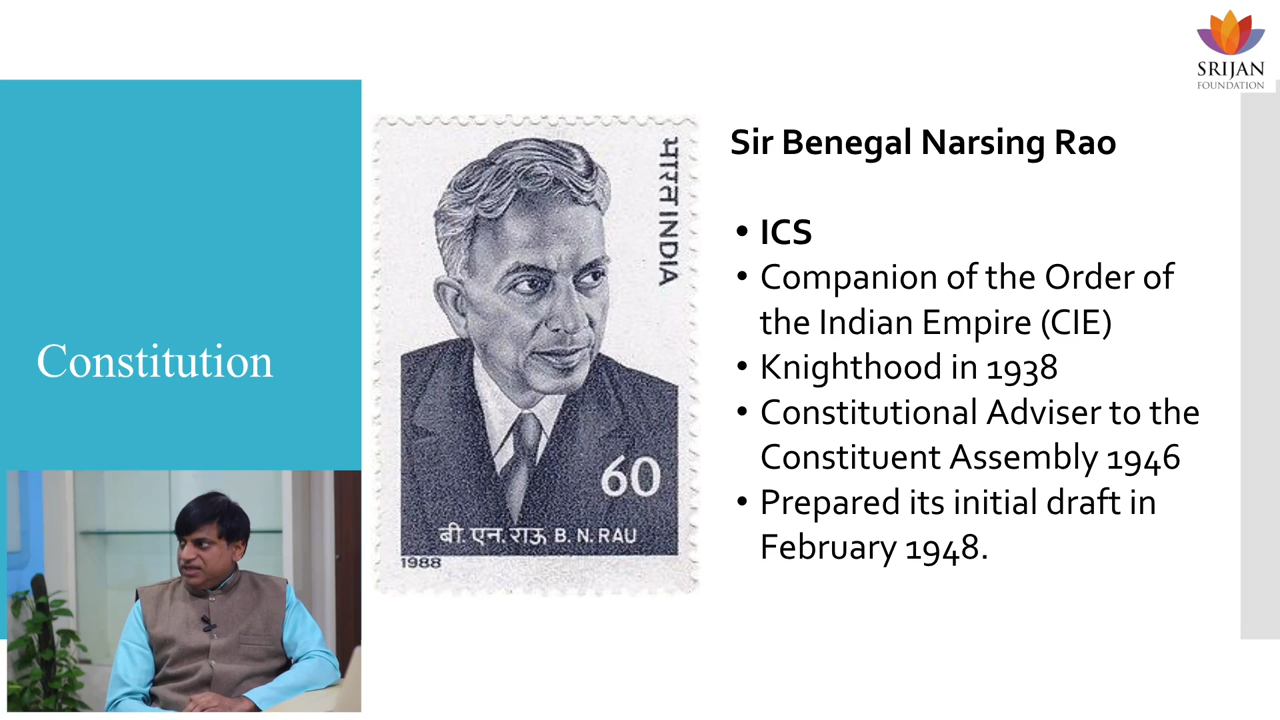 SRIJAN
FOUNDATION
Constitution
भारत INDIA
60
बी. एन. राऊ B. N. RAU
1988
Sir Benegal Narsing Rao
• ICS
• Companion of the Order of
the Indian Empire (CIE)
• Knighthood in 1938
• Constitutional Adviser to the
Constituent Assembly 1946
• Prepared its initial draft in
February 1948.